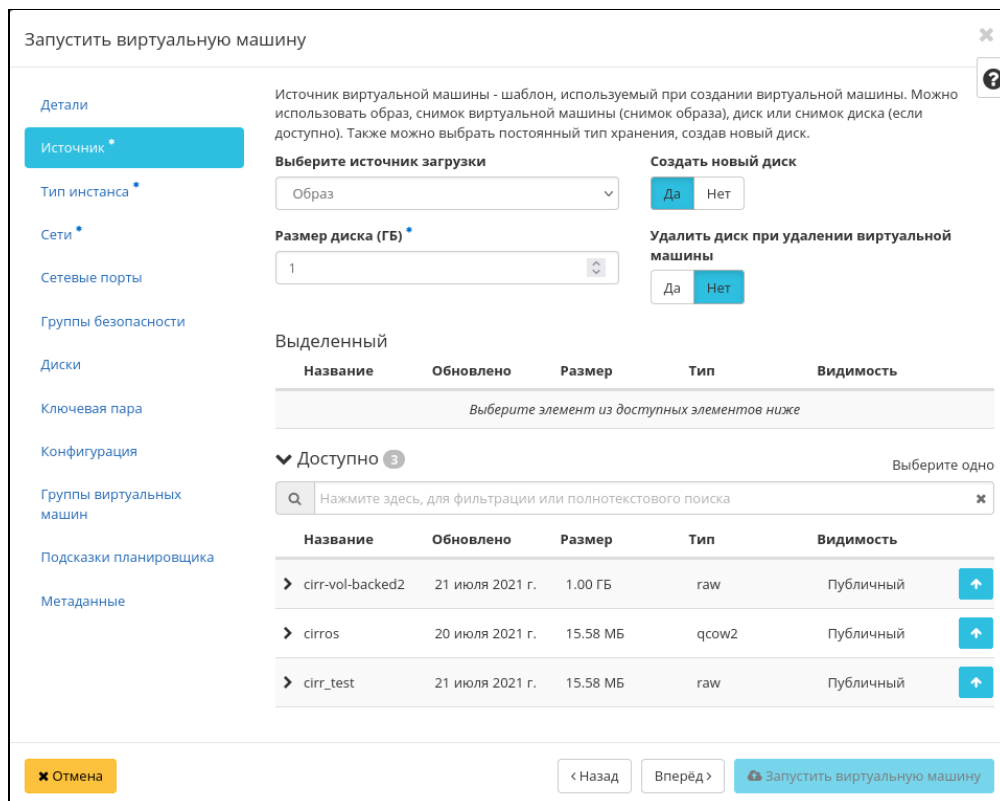 Запустить виртуальную машину
Детали
Источник *
Тип инстанса *
Сети *
Сетевые порты
Группы безопасности
Диски
Ключевая пара
Конфигурация
Группы виртуальных
машин
Подсказки планировщика
Метаданные
Источник виртуальной машины - шаблон, используемый при создании виртуальной машины. Можно
использовать образ, снимок виртуальной машины (снимок образа), диск или снимок диска (если
доступно). Также можно выбрать постоянный тип хранения, создав новый диск.
Выберите источник загрузки
Образ
Создать новый диск
Да Нет
Размер диска (ГБ) *
1
Удалить диск при удалении виртуальной
машины
Да Нет
Выделенный
Название Обновлено Размер Тип Видимость
Выберите элемент из доступных элементов ниже
Доступно 3
Выберите одно
Нажмите здесь, для фильтрации или полнотекстового поиска
Название Обновлено Размер Тип Видимость
cirr-vol-backed2 21 июля 2021 г. 1.00 ГБ raw Публичный
cirros 20 июля 2021 г. 15.58 МБ qcow2 Публичный
cirr_test 21 июля 2021 г. 15.58 МБ raw Публичный
Отмена
Назад
Вперёд
Запустить виртуальную машину